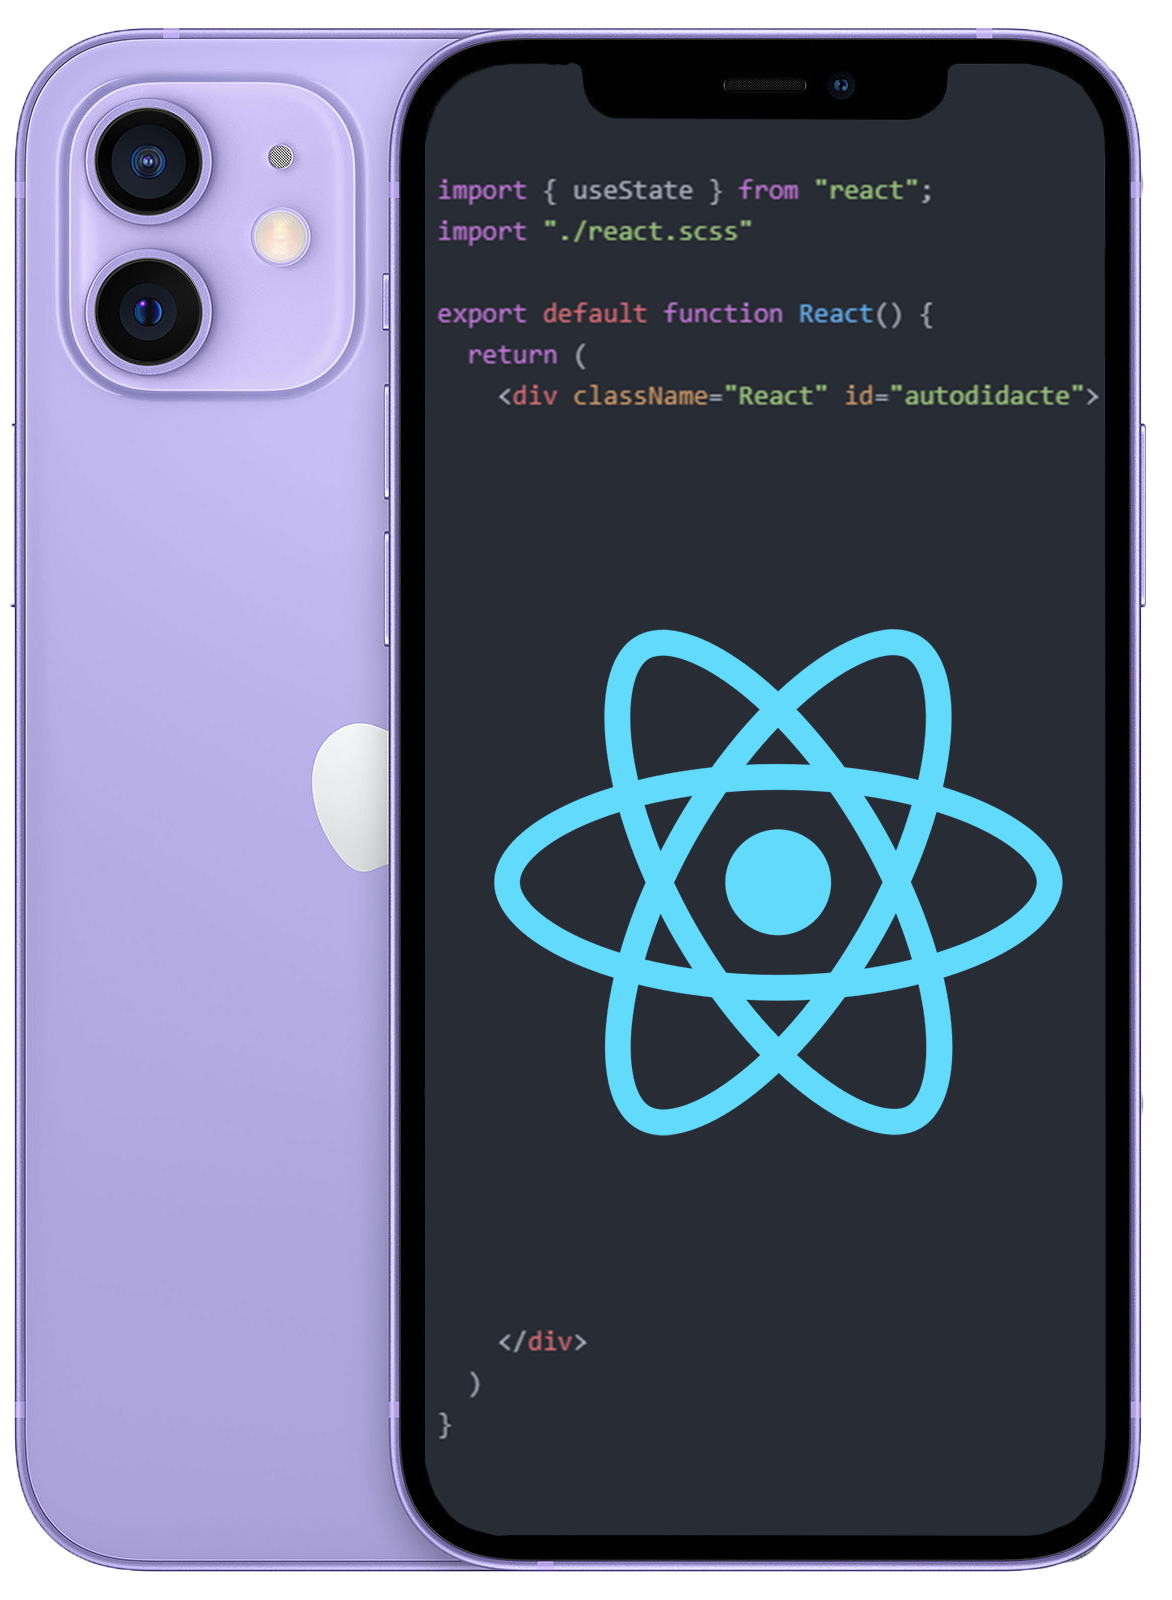 import { useState } from "react";
import "./react.scss"
export default function React() {
return (
<div className="React" id="autodidacte">
</div>
)
}